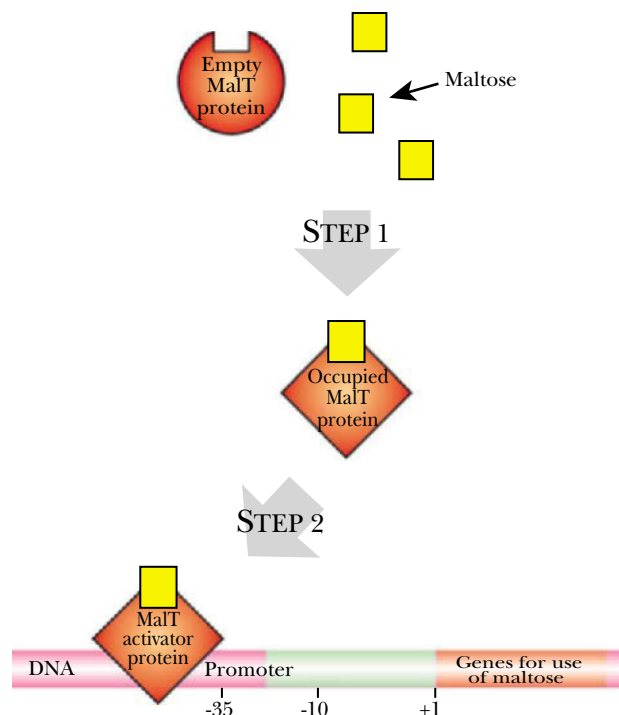 Empty
MalT
protein
Maltose
STEP 1
Occupied
MalT
protein
STEP 2
MalT
activator
protein
DNA
Promoter
Genes for use
of maltose
-35
-10
+1